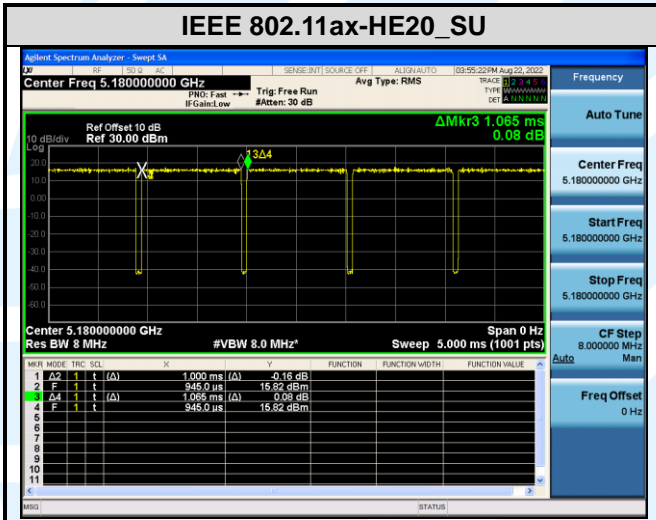 IEEE 802.11ax-HE20_SU
Agilent Spectrum Analyzer - Swept SA
RF 50 Ω AC SENSE:INT SOURCE OFF ALIGN AUTO 03:55:22 PM Aug 22, 2022
Center Freq 5.180000000 GHz Avg Type: RMS TRACE 1 2 3 4 5 6
PNO: Fast Trig: Free Run TYPE
IFGain:Low #Atten: 30 dB DET A N N N N N
Frequency
Auto Tune
Center Freq
5.180000000 GHz
Start Freq
5.180000000 GHz
Stop Freq
5.180000000 GHz
CF Step
8.000000 MHz
Auto Man
Freq Offset
0 Hz
ΔMkr3 1.065 ms
0.08 dB
Ref Offset 10 dB
10 dB/div Ref 30.00 dBm
Log
20.0
10.0
0.00
-10.0
-20.0
-30.0
-40.0
-50.0
-60.0
X
13Δ4
Center 5.180000000 GHz Span 0 Hz
Res BW 8 MHz #VBW 8.0 MHz* Sweep 5.000 ms (1001 pts)
MKR MODE TRC SCL X Y FUNCTION FUNCTION WIDTH FUNCTION VALUE
1 Δ2 1 t (Δ) 1.000 ms (Δ) -0.16 dB
2 F 1 t 945.0 µs 15.82 dBm
3 Δ4 1 t (Δ) 1.065 ms (Δ) 0.08 dB
4 F 1 t 945.0 µs 15.82 dBm
5
6
7
8
9
10
11
MSG STATUS